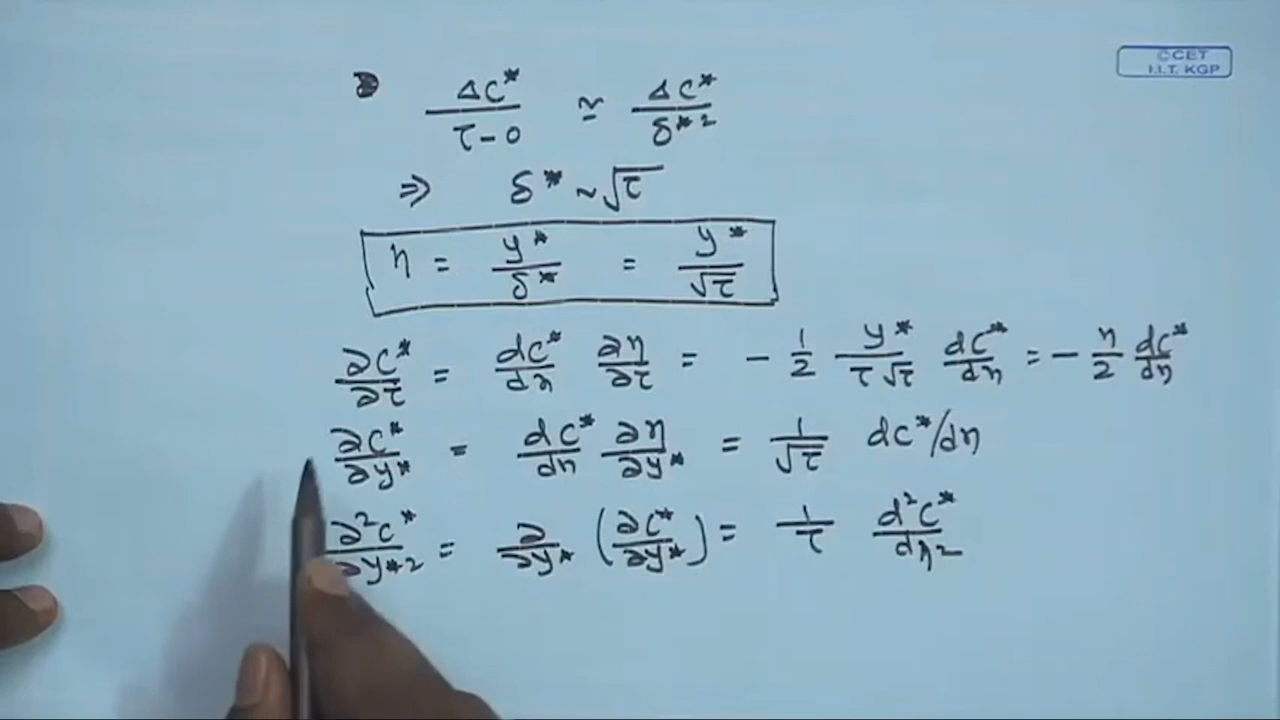 ©CET
I.I.T. KGP
ΔC* / τ-0 ≈ ΔC* / δ*²
⇒ δ* ~ √τ
η = y* / δ* = y* / √τ
∂C*/∂τ = dC*/dη ∂η/∂τ = - 1/2 y*/τ√τ dC*/dη = - η/2 dC*/dη
∂C*/∂y* = dC*/dη ∂η/∂y* = 1/√τ dC*/dη
∂²C*/∂y*² = ∂/∂y* (∂C*/∂y*) = 1/τ d²C*/dη²